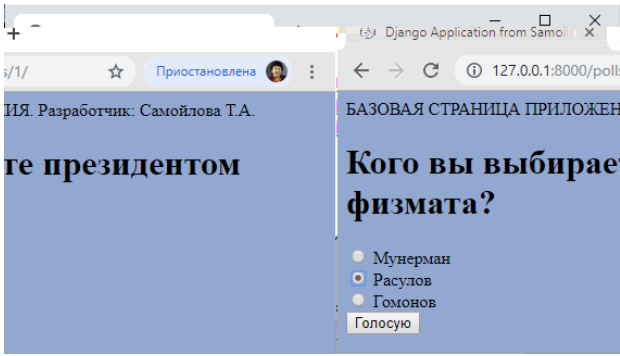 s/1/ Приостановлена
ИЯ. Разработчик: Самойлова Т.А.
те президентом
Django Application from Samoil
127.0.0.1:8000/polls
БАЗОВАЯ СТРАНИЦА ПРИЛОЖЕН
Кого вы выбирает
физмата?
Мунерман
Расулов
Гомонов
Голосую